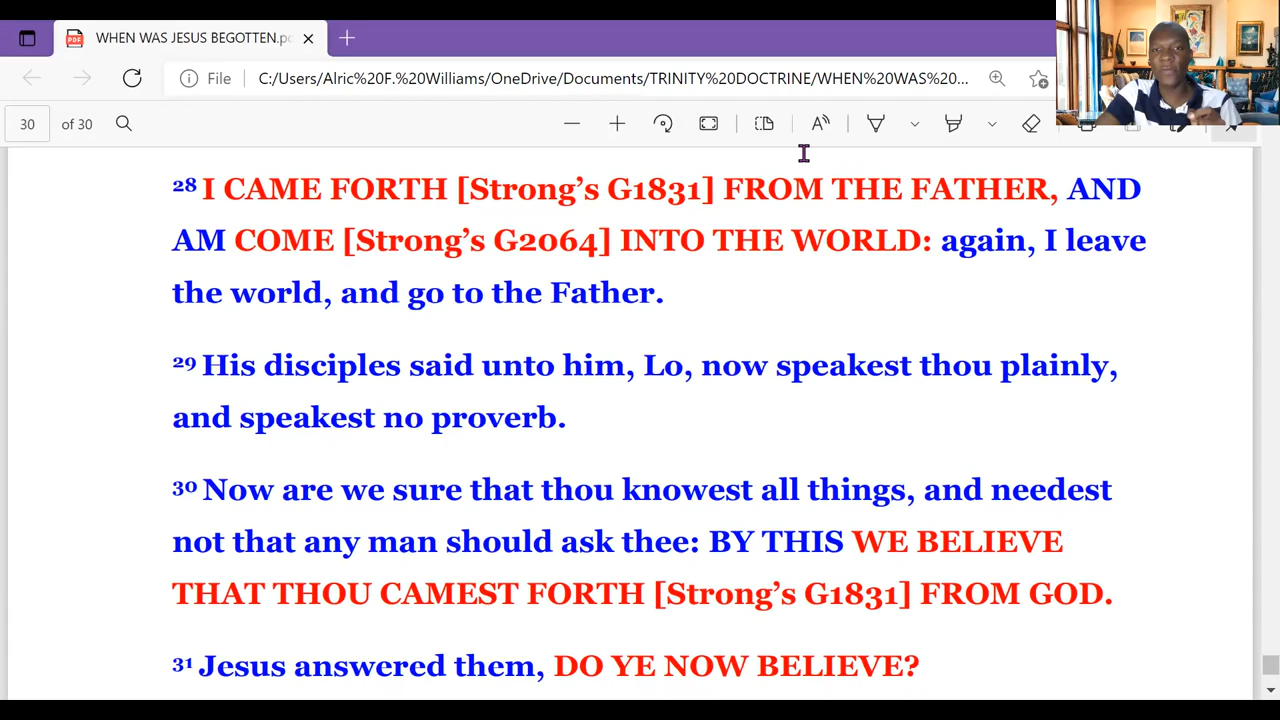 WHEN WAS JESUS BEGOTTEN.p
File C:/Users/Alric%20F.%20Williams/OneDrive/Documents/TRINITY%20DOCTRINE/WHEN%20WAS%20...
30 of 30
28 I CAME FORTH [Strong’s G1831] FROM THE FATHER, AND
AM COME [Strong’s G2064] INTO THE WORLD: again, I leave
the world, and go to the Father.
29 His disciples said unto him, Lo, now speakest thou plainly,
and speakest no proverb.
30 Now are we sure that thou knowest all things, and needest
not that any man should ask thee: BY THIS WE BELIEVE
THAT THOU CAMEST FORTH [Strong’s G1831] FROM GOD.
31 Jesus answered them, DO YE NOW BELIEVE?